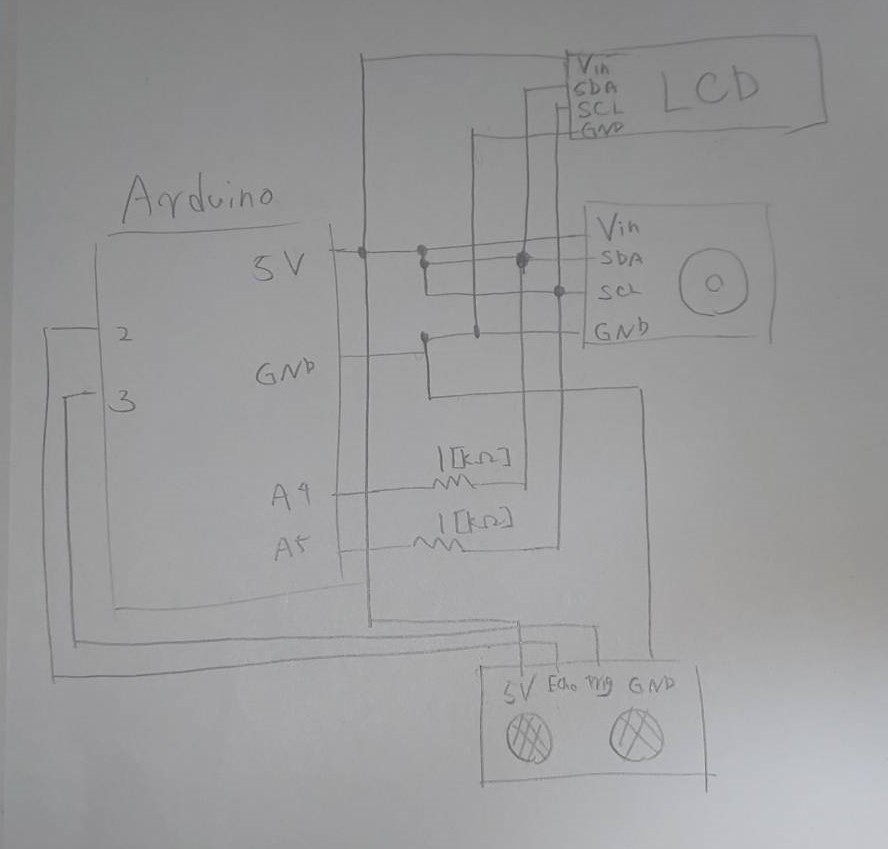 Vin
SDA
SCL
GND
LCD
Arduino
5V
2
GND
3
A4
A5
Vin
SDA
SCL
GND
1[kΩ]
1[kΩ]
5V Echo Trig GND